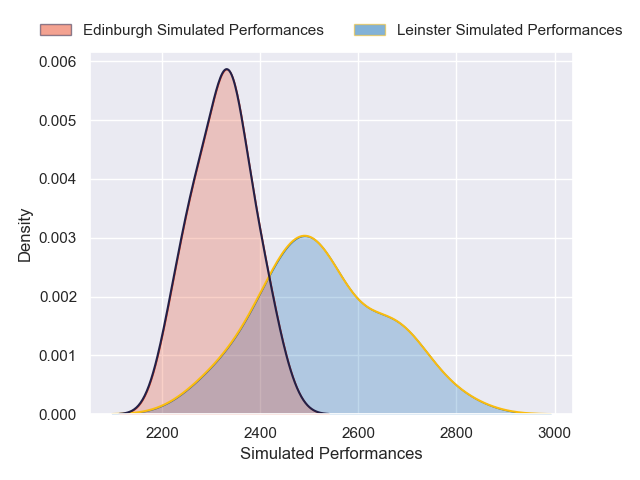 Edinburgh Simulated Performances Leinster Simulated Performances
0.006
0.005
0.004
0.003
0.002
0.001
0.000
Density
2200 2400 2600 2800 3000
Simulated Performances